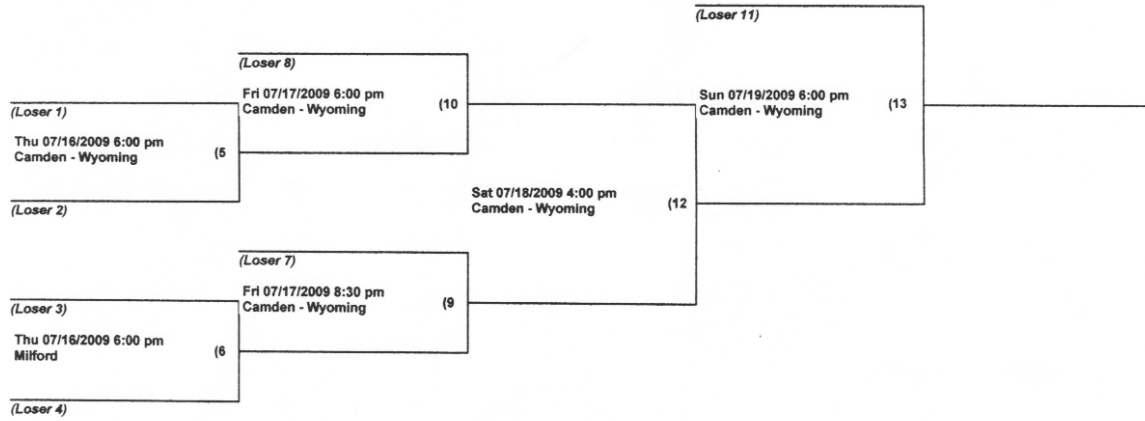 (Loser 11)
(Loser 8)
Fri 07/17/2009 6:00 pm
Camden - Wyoming
(10
Sun 07/19/2009 6:00 pm
Camden - Wyoming
(13
(Loser 1)
Thu 07/16/2009 6:00 pm
Camden - Wyoming
(5
(Loser 2)
Sat 07/18/2009 4:00 pm
Camden - Wyoming
(12
(Loser 7)
Fri 07/17/2009 8:30 pm
Camden - Wyoming
(9
(Loser 3)
Thu 07/16/2009 6:00 pm
Milford
(6
(Loser 4)